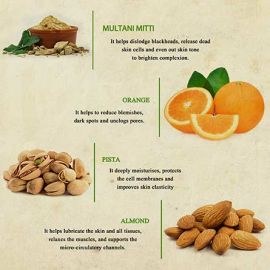 MULTANI MITTI
It helps dislodge blackheads, release dead
skin cells and even out skin tone
to brighten complexion.
ORANGE
It helps to reduce blemishes,
dark spots and unclogs pores.
PISTA
It deeply moisturises, protects
the cell membranes and
improves skin elasticity
ALMOND
It helps lubricate the skin and all tissues,
relaxes the muscles, and supports the
micro-circulatory channels.